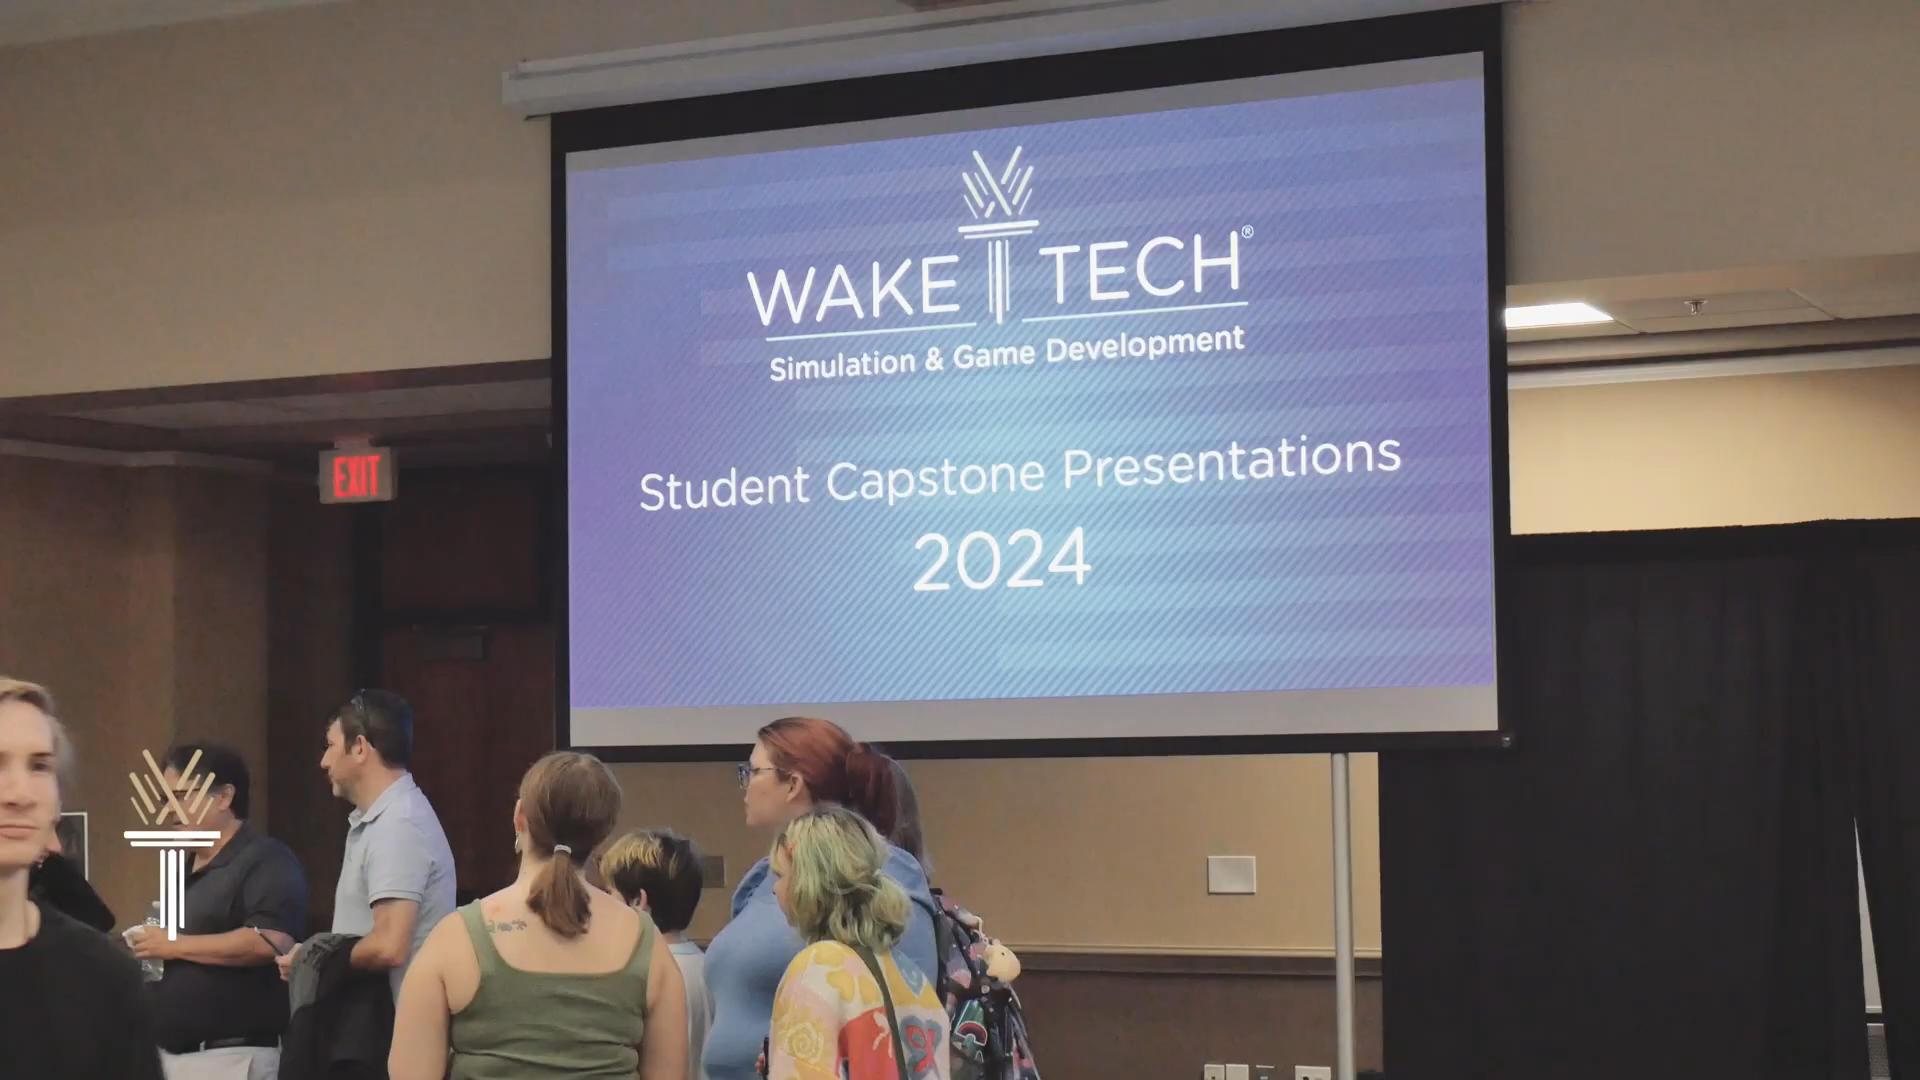 WAKE TECH®
Simulation & Game Development
Student Capstone Presentations
2024
EXIT